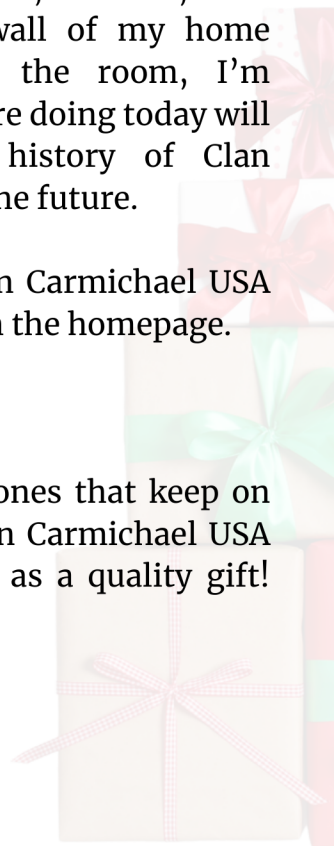 wall of my home
the room, I'm
re doing today will
history of Clan
he future.
n Carmichael USA
the homepage.
ones that keep on
n Carmichael USA
as a quality gift!